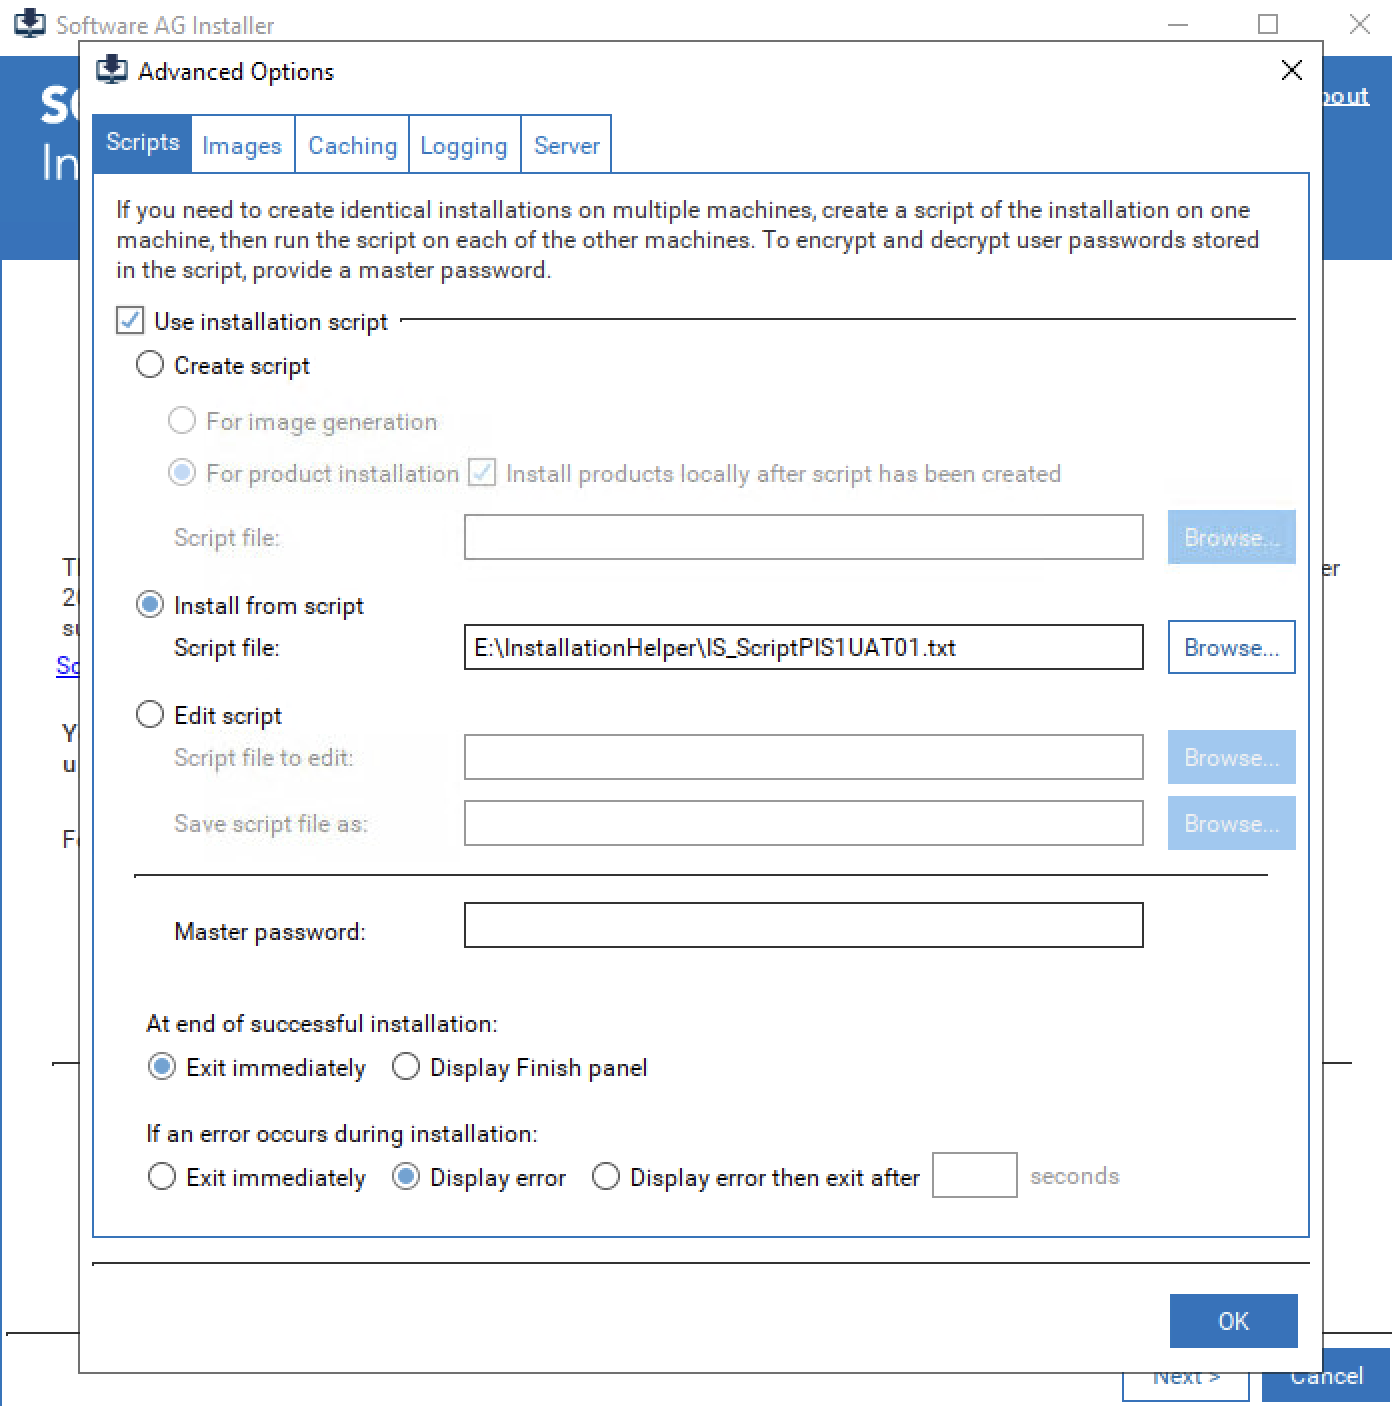 Software AG Installer
Advanced Options
Scripts Images Caching Logging Server
If you need to create identical installations on multiple machines, create a script of the installation on one
machine, then run the script on each of the other machines. To encrypt and decrypt user passwords stored
in the script, provide a master password.
Use installation script
Create script
For image generation
For product installation Install products locally after script has been created
Script file: Browse...
Install from script
Script file: E:\InstallationHelper\IS_ScriptPIS1UAT01.txt Browse...
Edit script
Script file to edit: Browse...
Save script file as: Browse...
Master password:
At end of successful installation:
Exit immediately Display Finish panel
If an error occurs during installation:
Exit immediately Display error Display error then exit after seconds
OK
Next > Cancel